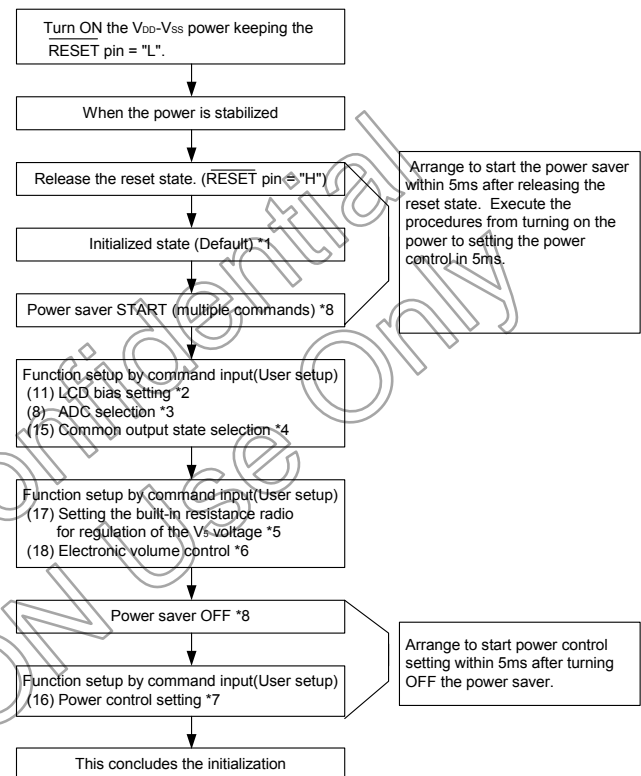 Turn ON the VDD-VSS power keeping the
RESET pin = "L".
When the power is stabilized
Release the reset state. (RESET pin = "H")
Initialized state (Default) *1
Power saver START (multiple commands) *8
Arrange to start the power saver
within 5ms after releasing the
reset state. Execute the
procedures from turning on the
power to setting the power
control in 5ms.
Function setup by command input(User setup)
(11) LCD bias setting *2
(8) ADC selection *3
(15) Common output state selection *4
Function setup by command input(User setup)
(17) Setting the built-in resistance radio
for regulation of the V5 voltage *5
(18) Electronic volume control *6
Power saver OFF *8
Function setup by command input(User setup)
(16) Power control setting *7
Arrange to start power control
setting within 5ms after turning
OFF the power saver.
This concludes the initialization
onfidential
ON Use Only